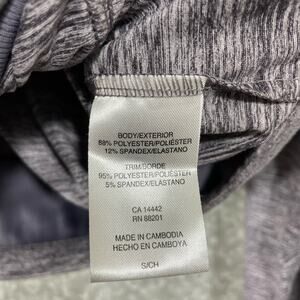 BODY/EXTERIOR
88% POLYESTER/POLIÉSTER
12% SPANDEX/ELASTANO
TRIM/BORDE
95% POLYESTER/POLIÉSTER
5% SPANDEX/ELASTANO
CA 14442
RN 88201
MADE IN CAMBODIA
HECHO EN CAMBOYA
S/CH